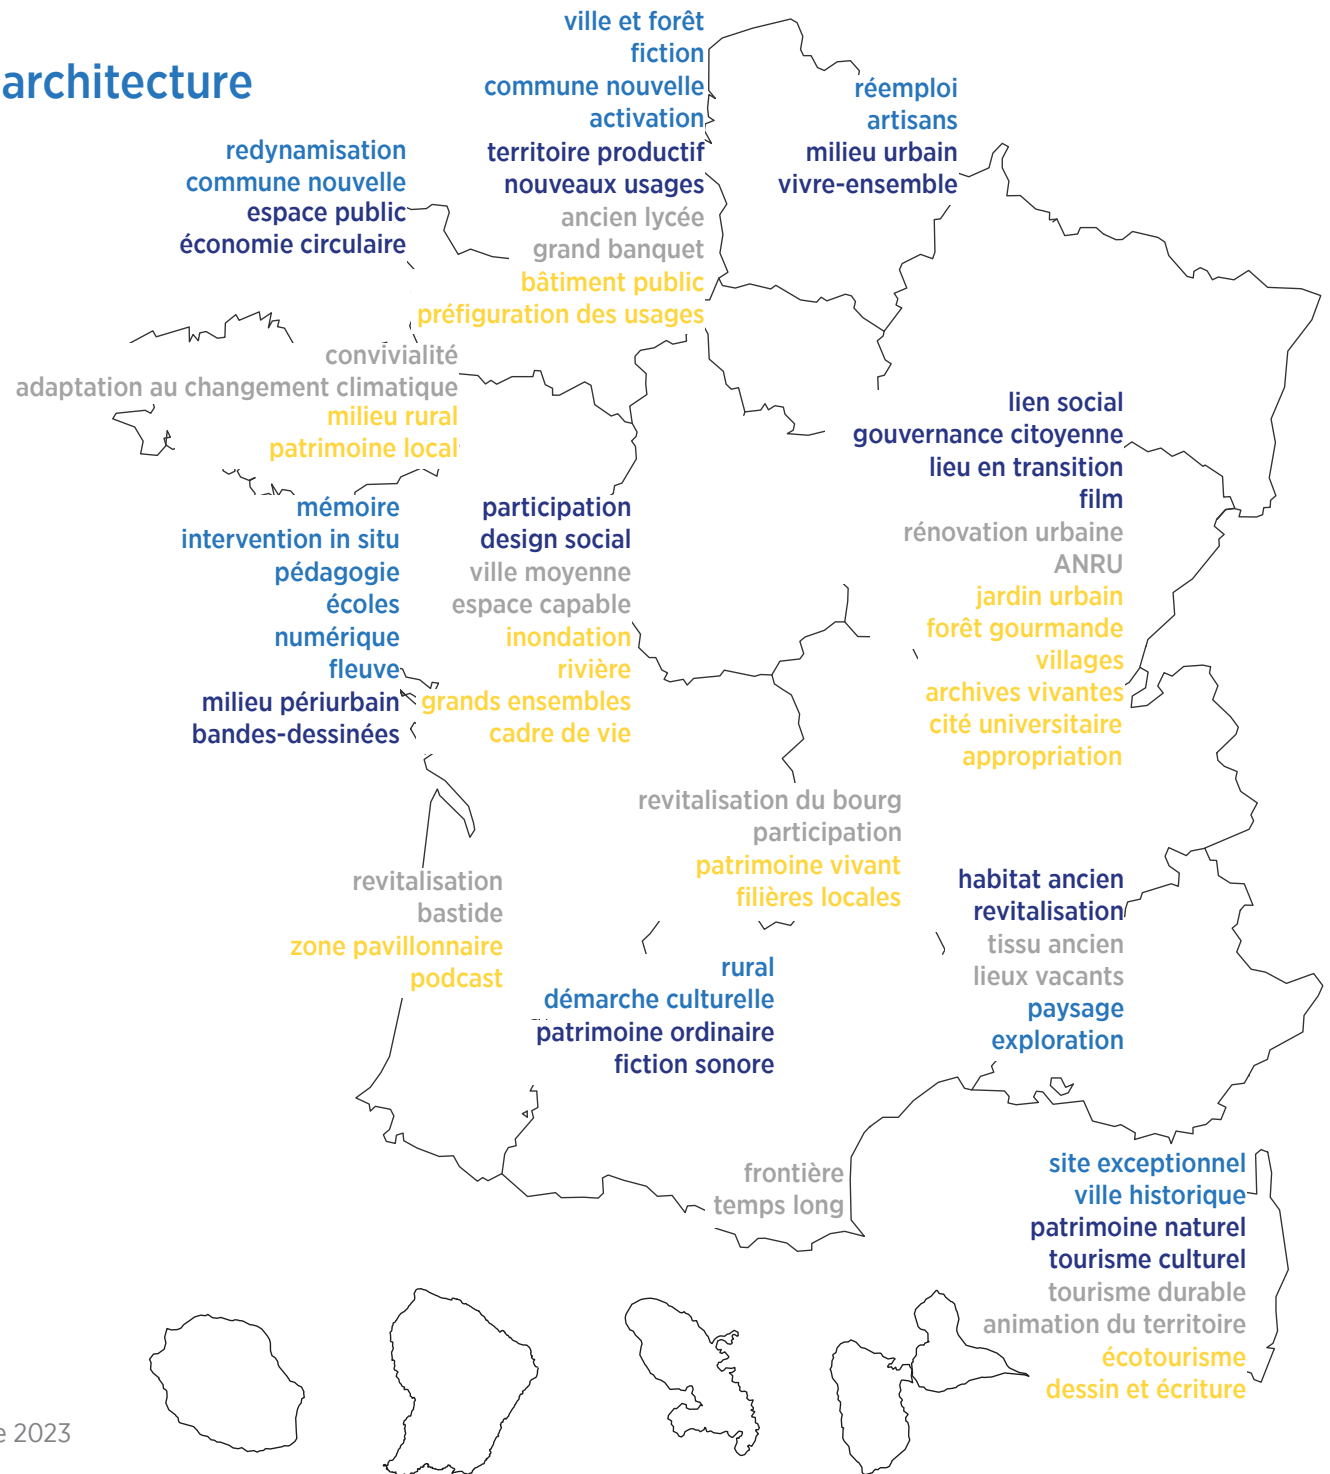 architecture
ville et forêt
fiction
commune nouvelle
activation
territoire productif
nouveaux usages
ancien lycée
grand banquet
bâtiment public
préfiguration des usages
réemploi
artisans
milieu urbain
vivre-ensemble
redynamisation
commune nouvelle
espace public
économie circulaire
convivialité
adaptation au changement climatique
milieu rural
patrimoine local
lien social
gouvernance citoyenne
lieu en transition
film
rénovation urbaine
ANRU
jardin urbain
forêt gourmande
villages
archives vivantes
cité universitaire
appropriation
mémoire
intervention in situ
pédagogie
écoles
numérique
fleuve
milieu périurbain
bandes-dessinées
participation
design social
ville moyenne
espace capable
inondation
rivière
grands ensembles
cadre de vie
revitalisation du bourg
participation
patrimoine vivant
filières locales
revitalisation
bastide
zone pavillonnaire
podcast
habitat ancien
revitalisation
tissu ancien
lieux vacants
paysage
exploration
rural
démarche culturelle
patrimoine ordinaire
fiction sonore
frontière
temps long
site exceptionnel
ville historique
patrimoine naturel
tourisme culturel
tourisme durable
animation du territoire
écotourisme
dessin et écriture
e 2023